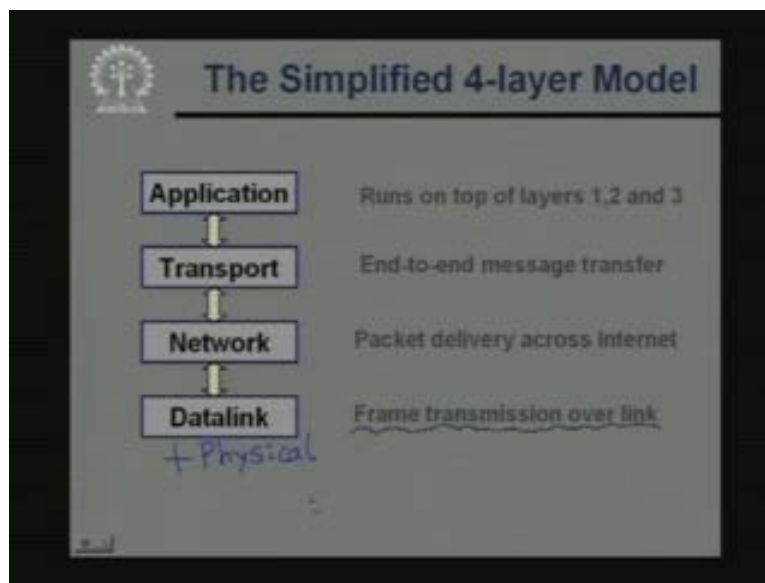 The Simplified 4-layer Model
Application
Runs on top of layers 1,2 and 3
Transport
End-to-end message transfer
Network
Packet delivery across Internet
Datalink
Frame transmission over link
+ Physical